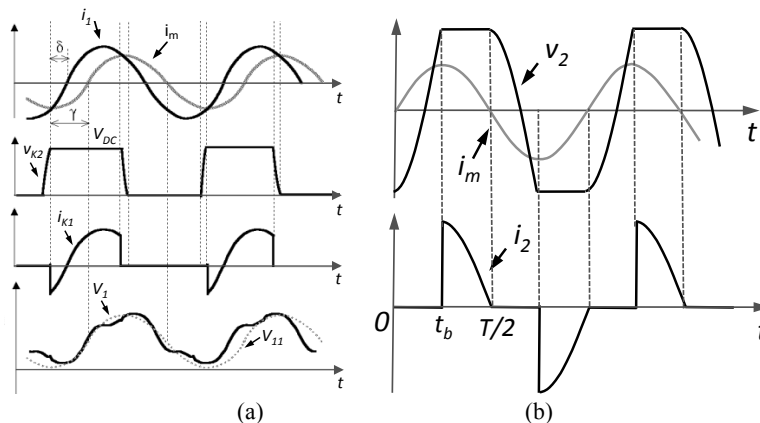 i1
im
δ
t
γ
VDC
vK2
t
iK1
t
V1
V11
t
(a)
v2
t
im
i2
0
tb
T/2
t
(b)